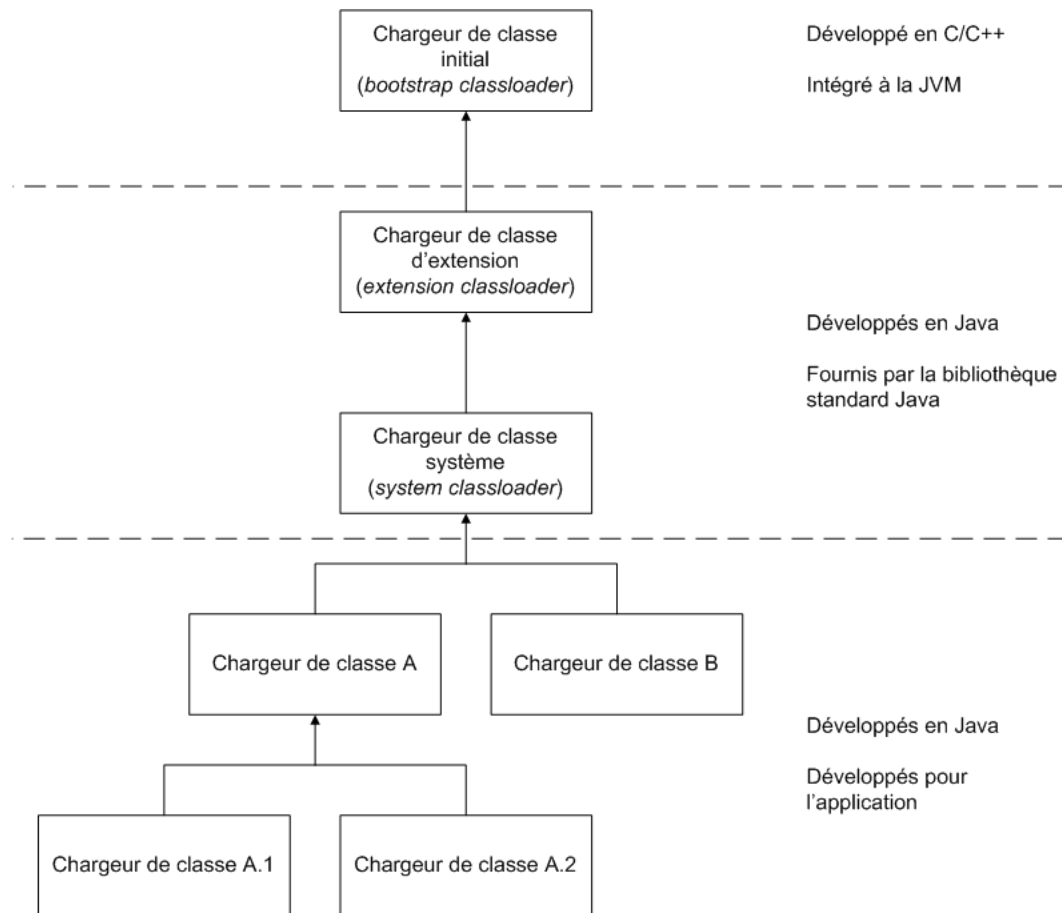 Chargeur de classe
initial
(bootstrap classloader)
Développé en C/C++
Intégré à la JVM
Chargeur de classe
d'extension
(extension classloader)
Développés en Java
Fournis par la bibliothèque
standard Java
Chargeur de classe
système
(system classloader)
Chargeur de classe A
Chargeur de classe B
Développés en Java
Développés pour
l'application
Chargeur de classe A.1
Chargeur de classe A.2